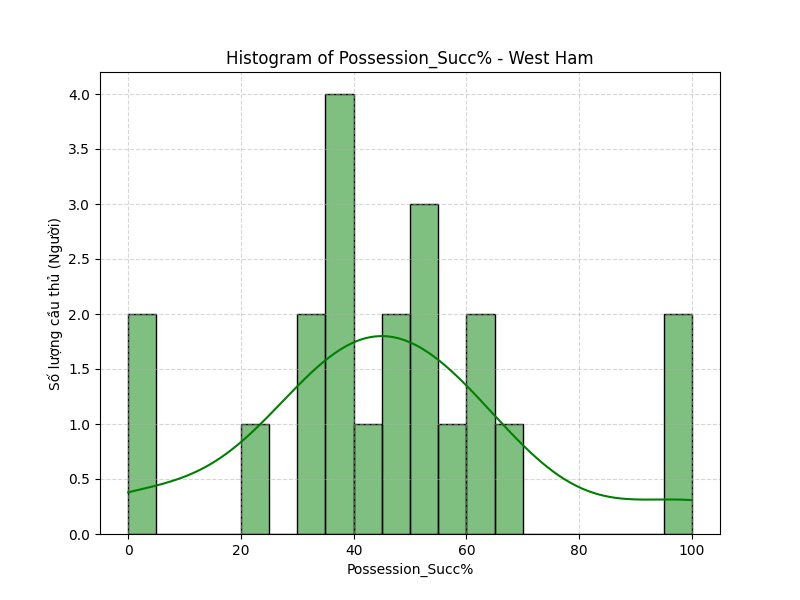 Histogram of Possession_Succ% - West Ham
Số lượng cầu thủ (Người)
4.0
3.5
3.0
2.5
2.0
1.5
1.0
0.5
0.0
0 20 40 60 80 100
Possession_Succ%